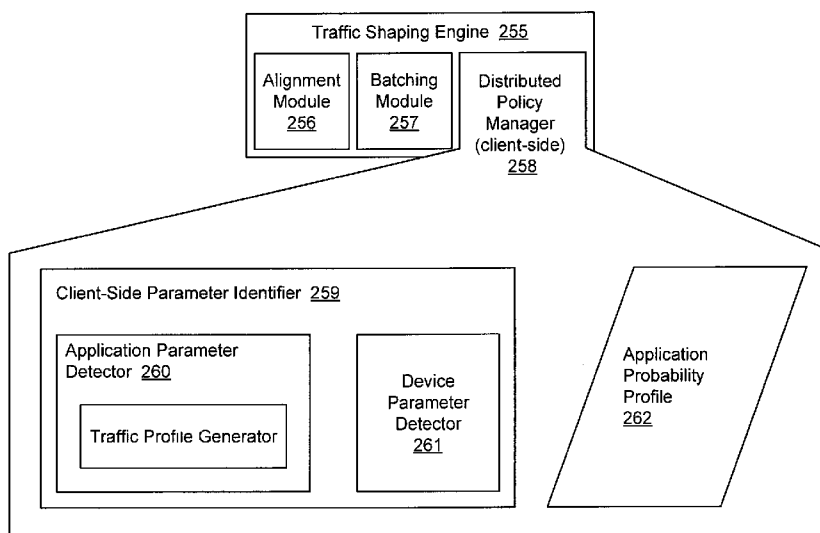 Traffic Shaping Engine 255
Alignment
Module
256
Batching
Module
257
Distributed
Policy
Manager
(client-side)
258
Client-Side Parameter Identifier 259
Application Parameter
Detector 260
Traffic Profile Generator
Device
Parameter
Detector
261
Application
Probability
Profile
262